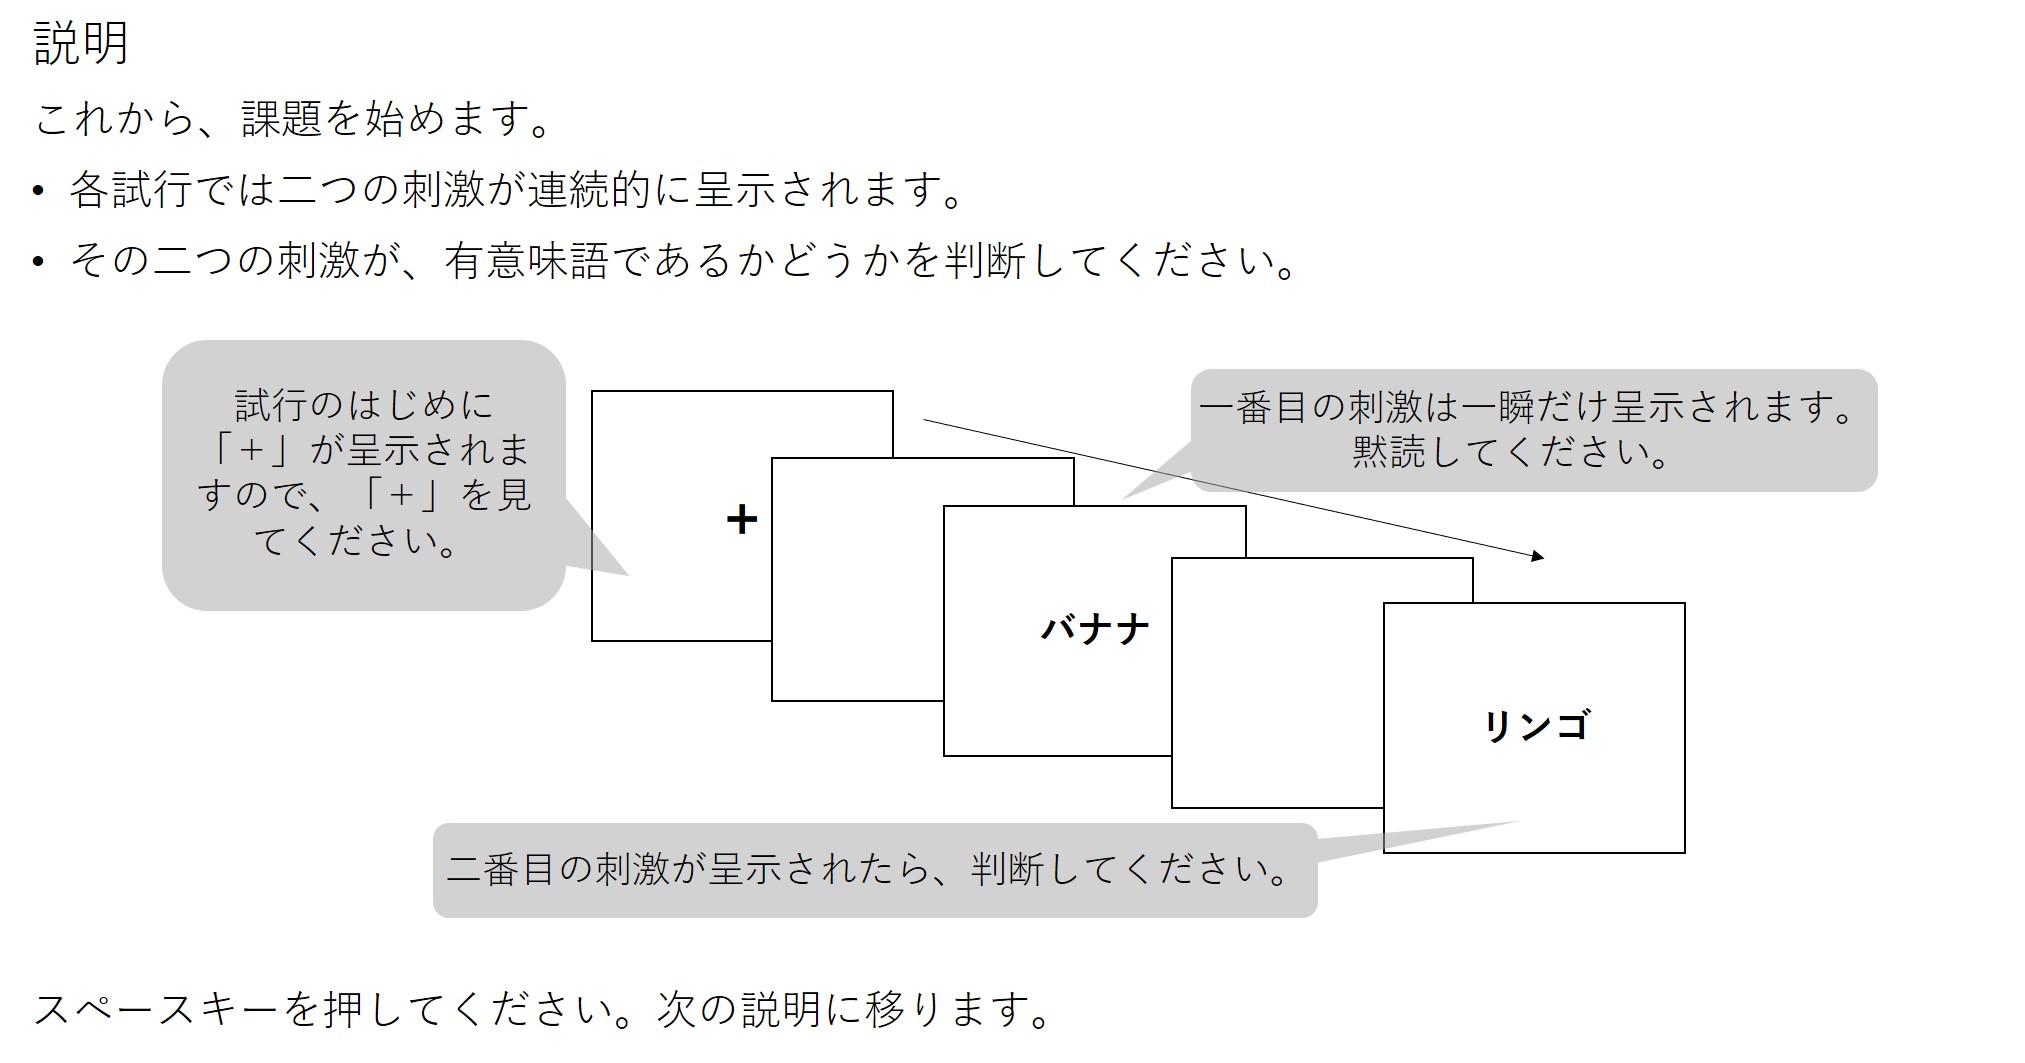 説明
これから、課題を始めます。
• 各試行では二つの刺激が連続的に呈示されます。
• その二つの刺激が、有意味語であるかどうかを判断してください。
試行のはじめに
「＋」が呈示されま
すので、「＋」を見
てください。
一番目の刺激は一瞬だけ呈示されます。
黙読してください。
+
バナナ
リンゴ
二番目の刺激が呈示されたら、判断してください。
スペースキーを押してください。次の説明に移ります。